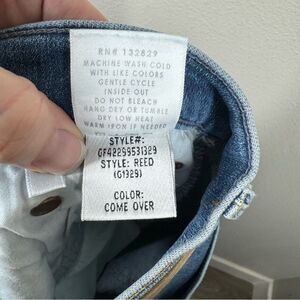 RN# 132829
MACHINE WASH COLD
WITH LIKE COLORS
GENTLE CYCLE
INSIDE OUT
DO NOT BLEACH
HANG DRY OR TUMBLE
DRY LOW HEAT
WARM IRON IF NEEDED
STYLE#:
GF42299531329
STYLE: REED
(G1329)
COLOR:
COME OVER